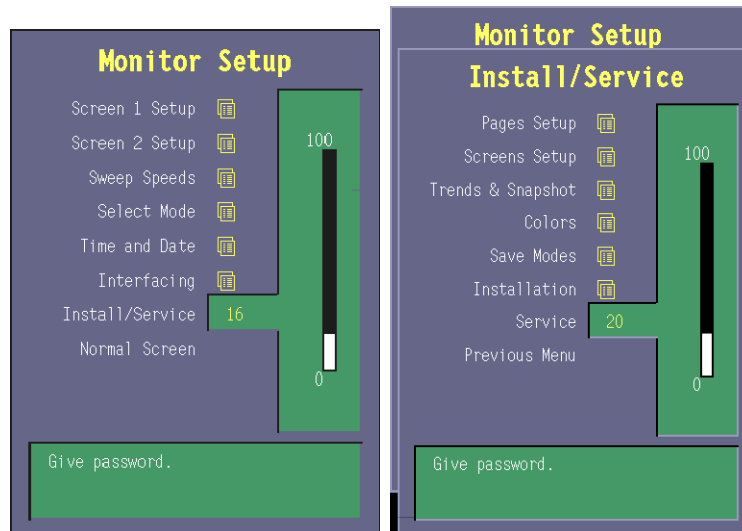 Monitor Setup
Screen 1 Setup
Screen 2 Setup
Sweep Speeds
Select Mode
Time and Date
Interfacing
Install/Service 16
Normal Screen
100
0
Give password.
Monitor Setup
Install/Service
Pages Setup
Screens Setup
Trends & Snapshot
Colors
Save Modes
Installation
Service 20
Previous Menu
100
0
Give password.